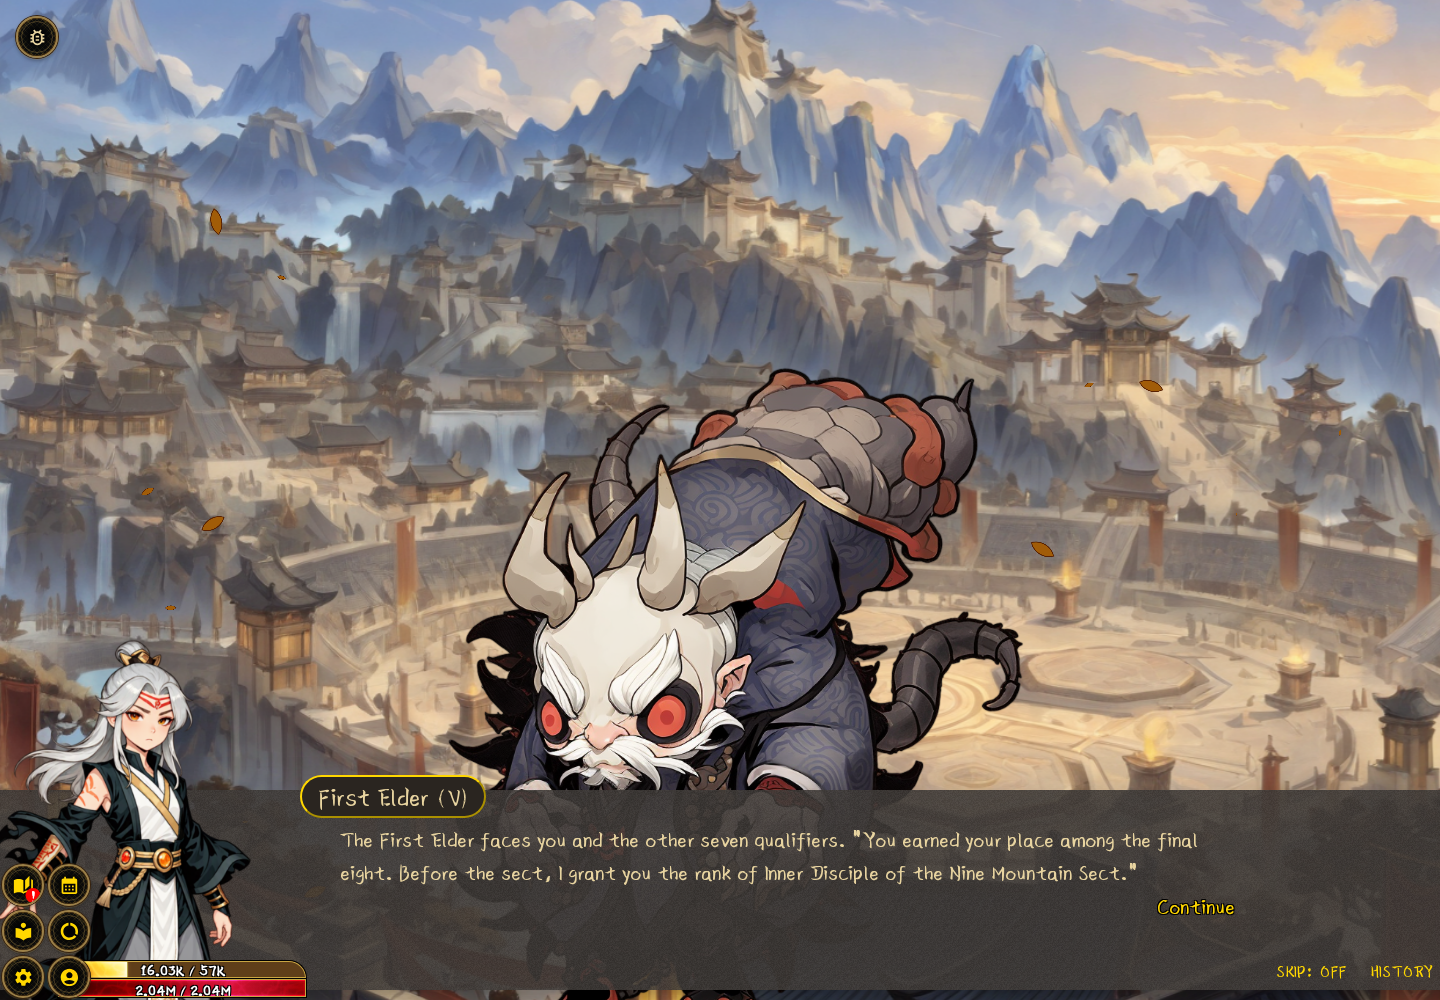 First Elder (V)
The First Elder faces you and the other seven qualifiers. "You earned your place among the final
eight. Before the sect, I grant you the rank of Inner Disciple of the Nine Mountain Sect."
Continue
16.03K / 57K
2.04M / 2.04M
SKIP: OFF HISTORY